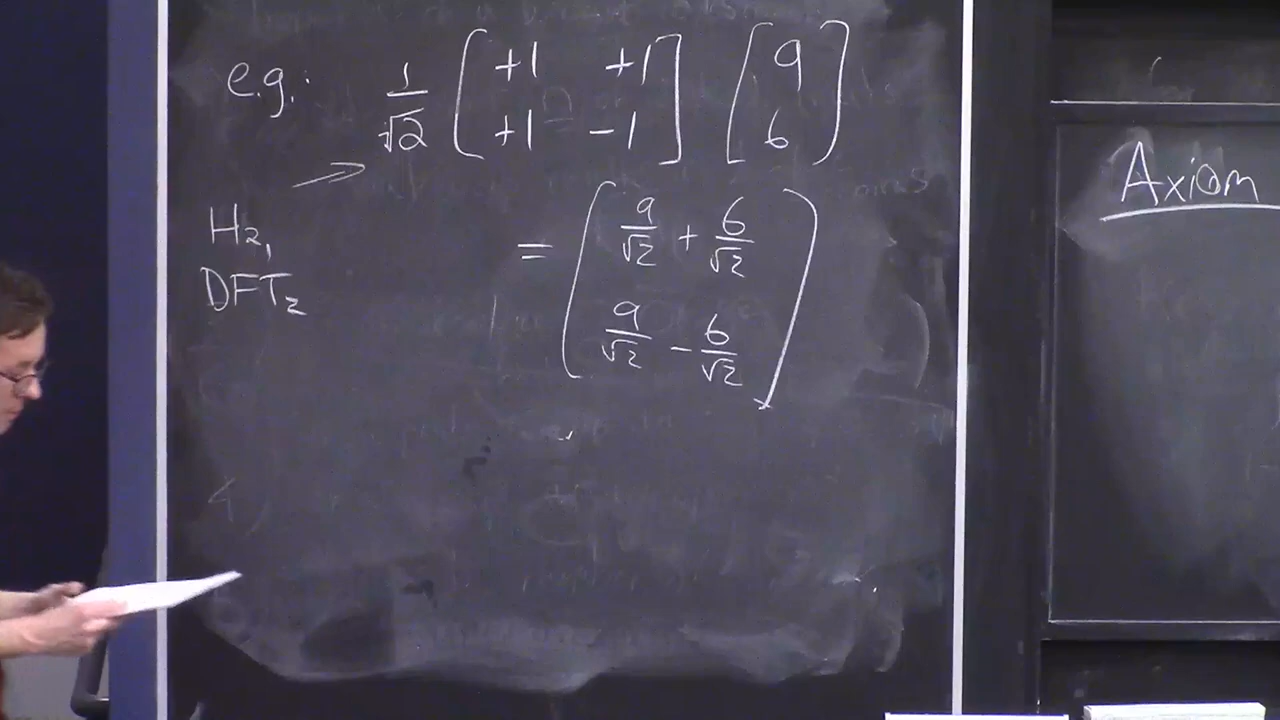 e.g.: 1/√2 [+1 +1; +1 -1] [9; 6]
H₂,
DFT₂
= [9/√2 + 6/√2; 9/√2 - 6/√2]
Axiom